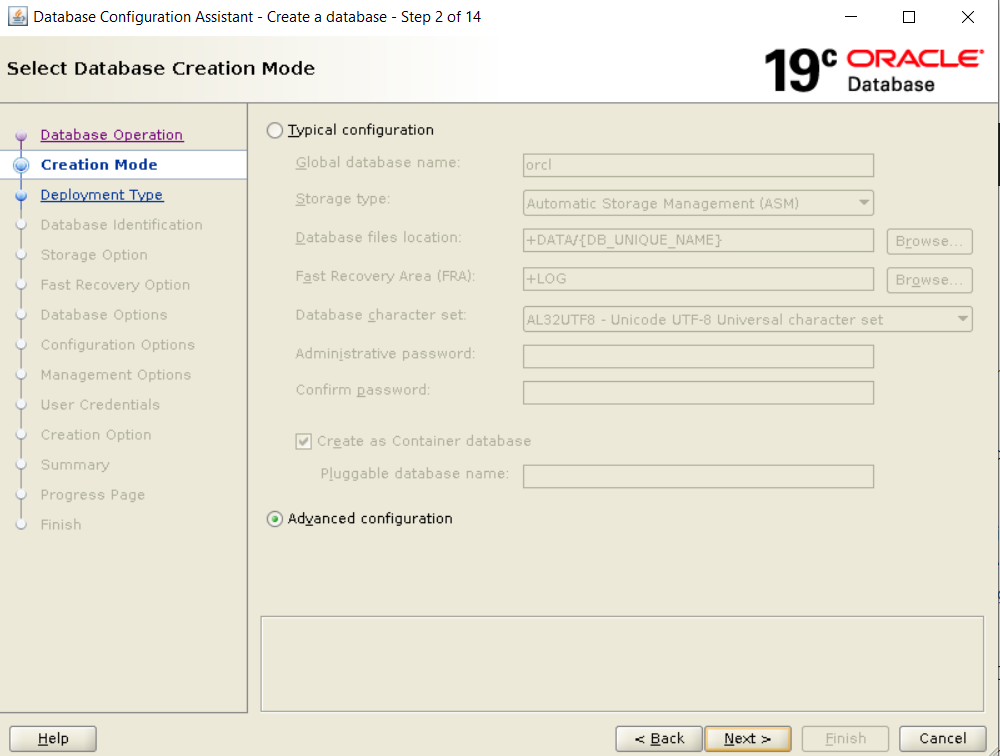 Database Configuration Assistant - Create a database - Step 2 of 14
Select Database Creation Mode
19c ORACLE
Database
Database Operation
Creation Mode
Deployment Type
Database Identification
Storage Option
Fast Recovery Option
Database Options
Configuration Options
Management Options
User Credentials
Creation Option
Summary
Progress Page
Finish
Typical configuration
Global database name: orcl
Storage type: Automatic Storage Management (ASM)
Database files location: +DATA/{DB_UNIQUE_NAME} Browse...
Fast Recovery Area (FRA): +LOG Browse...
Database character set: AL32UTF8 - Unicode UTF-8 Universal character set
Administrative password:
Confirm password:
Create as Container database
Pluggable database name:
Advanced configuration
Help < Back Next > Finish Cancel